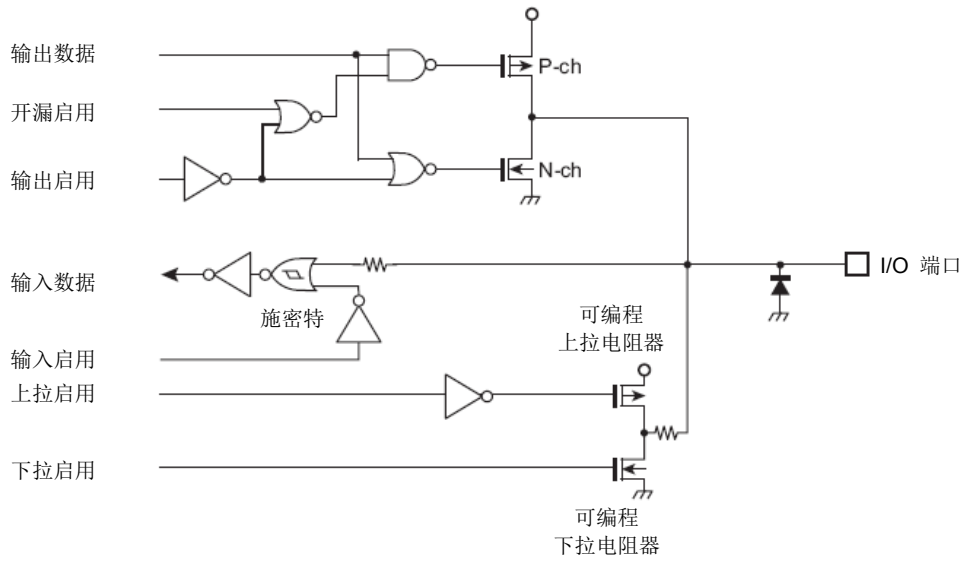 输出数据
P-ch
开漏启用
输出启用
N-ch
输入数据
I/O 端口
施密特
可编程
上拉电阻器
输入启用
上拉启用
下拉启用
可编程
下拉电阻器